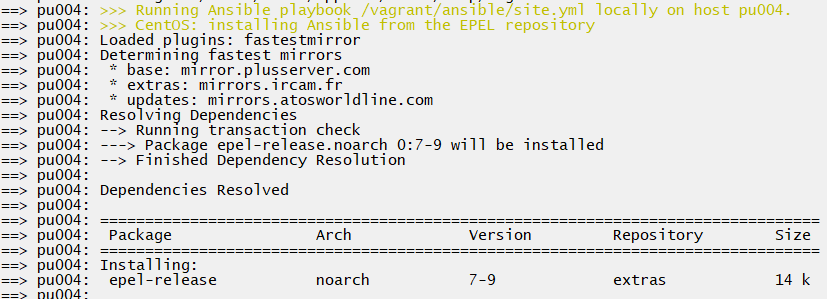 ==> pu004: >>> Running Ansible playbook /vagrant/ansible/site.yml locally on host pu004.
==> pu004: >>> CentOS: installing Ansible from the EPEL repository
==> pu004: Loaded plugins: fastestmirror
==> pu004: Determining fastest mirrors
==> pu004:  * base: mirror.plusserver.com
==> pu004:  * extras: mirrors.ircam.fr
==> pu004:  * updates: mirrors.atosworldline.com
==> pu004: Resolving Dependencies
==> pu004: --> Running transaction check
==> pu004: ---> Package epel-release.noarch 0:7-9 will be installed
==> pu004: --> Finished Dependency Resolution
==> pu004:
==> pu004: Dependencies Resolved
==> pu004:
==> pu004: ================================================================================
==> pu004:  Package                Arch                Version         Repository      Size
==> pu004: ================================================================================
==> pu004: Installing:
==> pu004:  epel-release           noarch              7-9             extras          14 k
==> pu004: